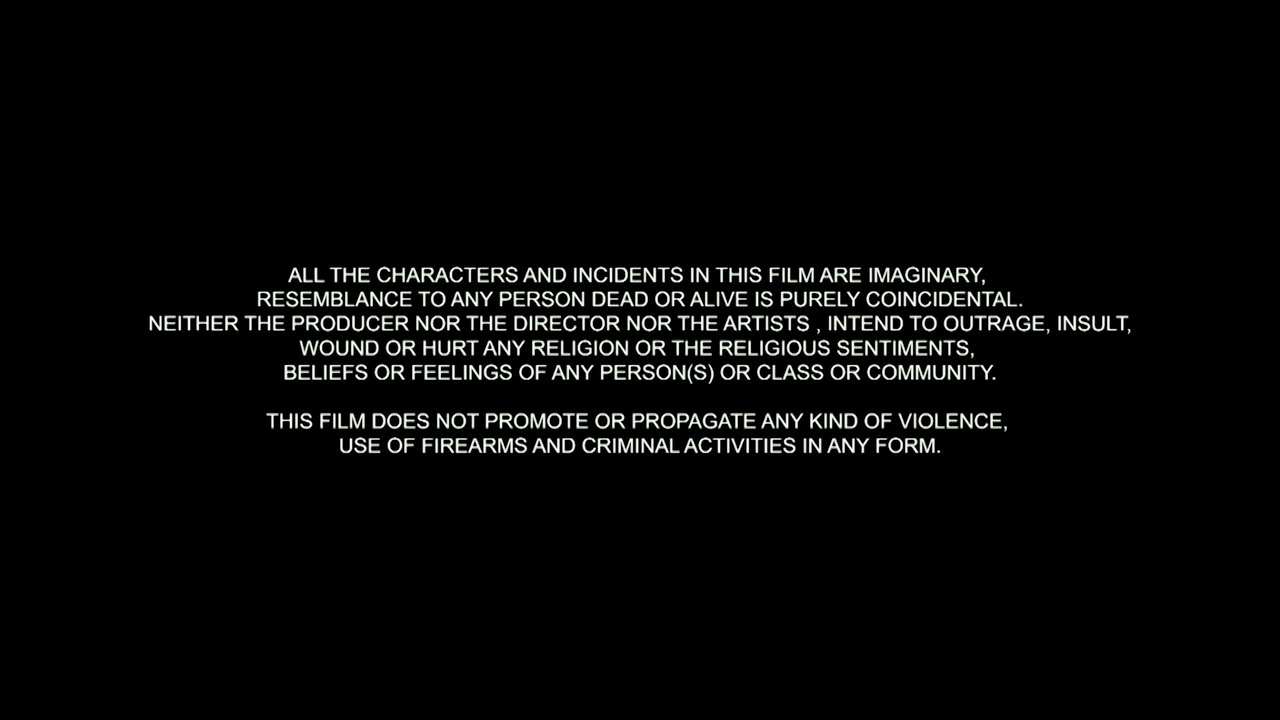 ALL THE CHARACTERS AND INCIDENTS IN THIS FILM ARE IMAGINARY,
RESEMBLANCE TO ANY PERSON DEAD OR ALIVE IS PURELY COINCIDENTAL.
NEITHER THE PRODUCER NOR THE DIRECTOR NOR THE ARTISTS , INTEND TO OUTRAGE, INSULT,
WOUND OR HURT ANY RELIGION OR THE RELIGIOUS SENTIMENTS,
BELIEFS OR FEELINGS OF ANY PERSON(S) OR CLASS OR COMMUNITY.
THIS FILM DOES NOT PROMOTE OR PROPAGATE ANY KIND OF VIOLENCE,
USE OF FIREARMS AND CRIMINAL ACTIVITIES IN ANY FORM.